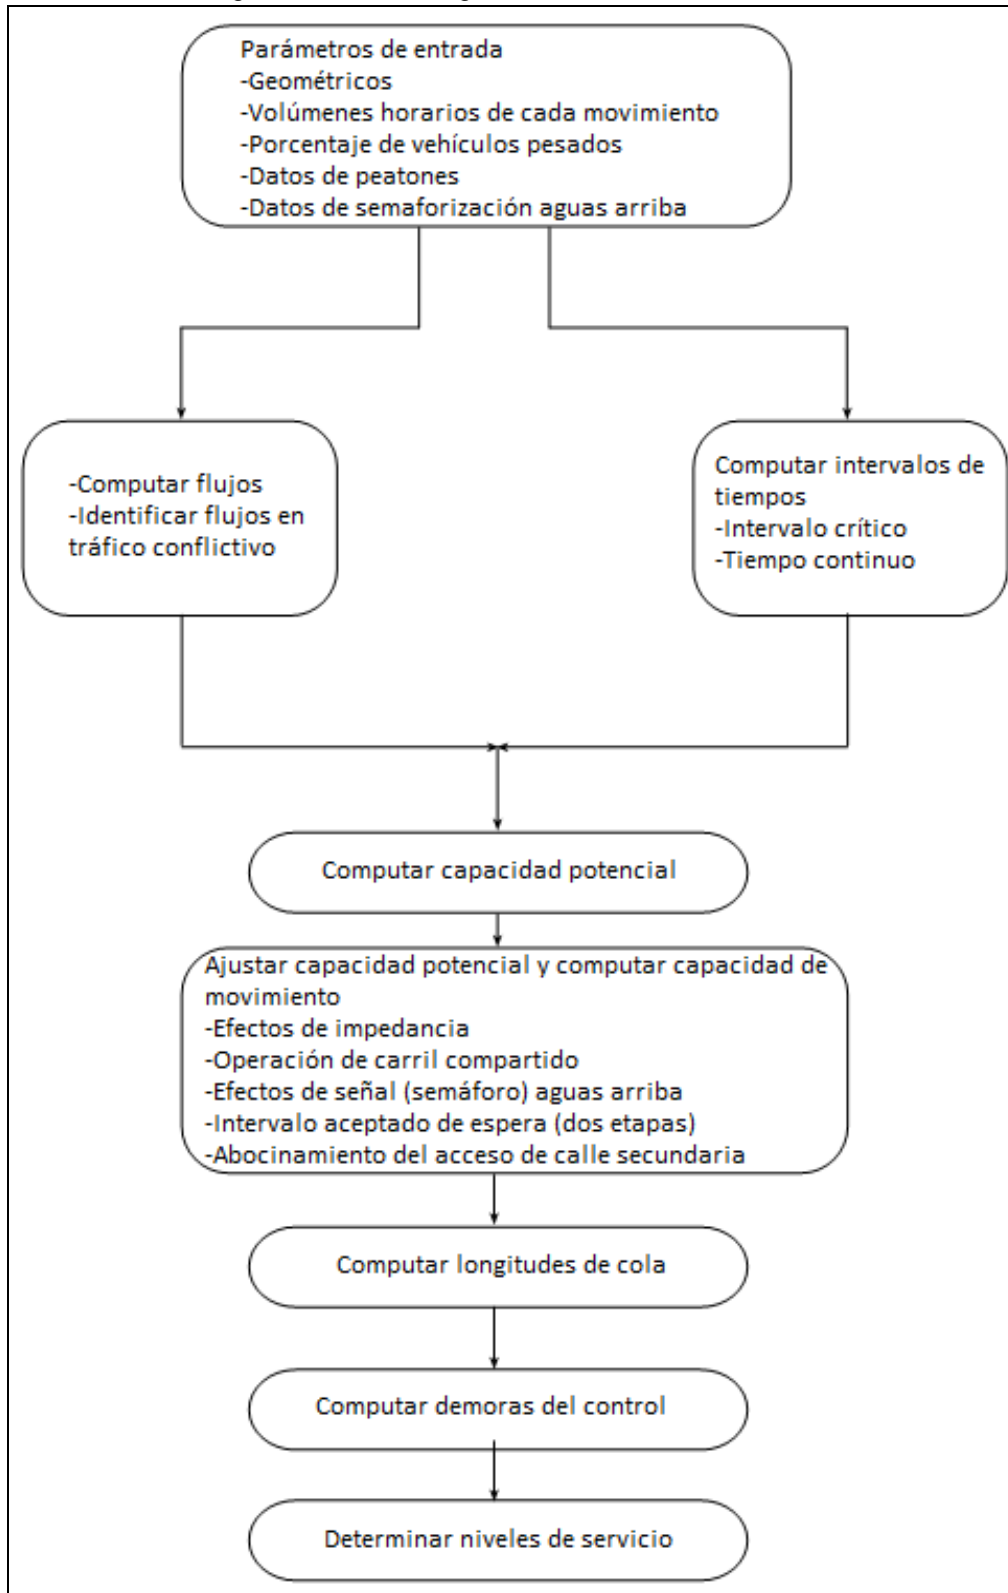 Parámetros de entrada
-Geométricos
-Volúmenes horarios de cada movimiento
-Porcentaje de vehículos pesados
-Datos de peatones
-Datos de semaforización aguas arriba
-Computar flujos
-Identificar flujos en
tráfico conflictivo
Computar intervalos de
tiempos
-Intervalo crítico
-Tiempo continuo
Computar capacidad potencial
Ajustar capacidad potencial y computar capacidad de
movimiento
-Efectos de impedancia
-Operación de carril compartido
-Efectos de señal (semáforo) aguas arriba
-Intervalo aceptado de espera (dos etapas)
-Abocinamiento del acceso de calle secundaria
Computar longitudes de cola
Computar demoras del control
Determinar niveles de servicio